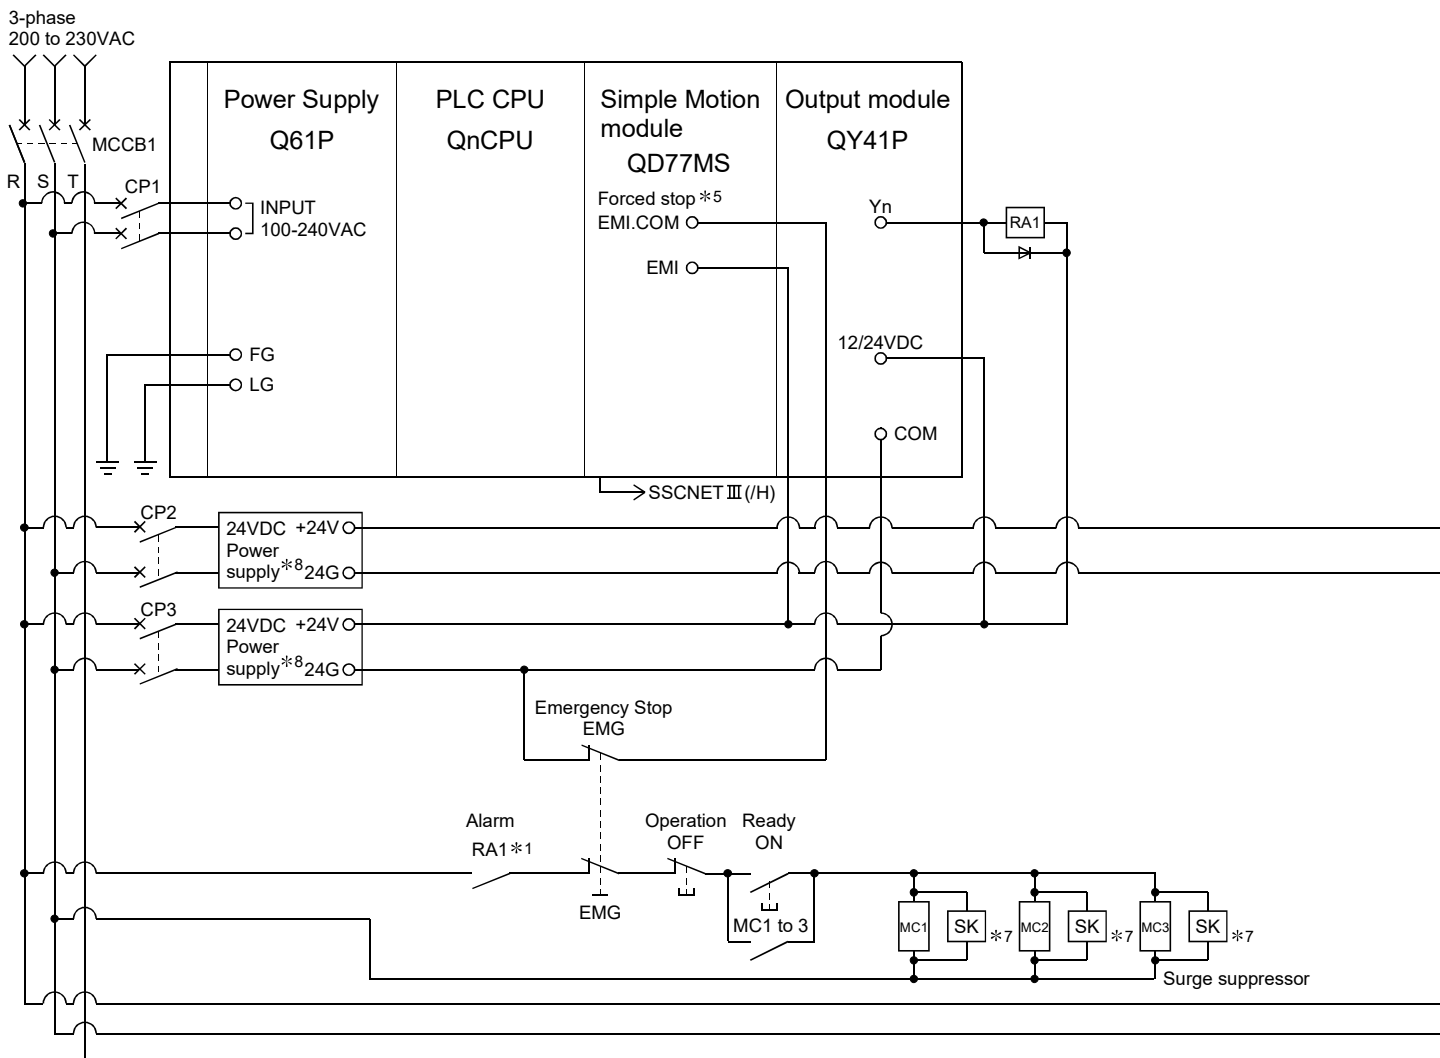 3-phase
200 to 230VAC
MCCB1
R S T
CP1
Power Supply
Q61P
INPUT
100-240VAC
FG
LG
PLC CPU
QnCPU
Simple Motion
module
QD77MS
Forced stop *5
EMI.COM
EMI
Output module
QY41P
Yn
12/24VDC
COM
RA1
SSCNETⅢ(/H)
CP2
24VDC +24V
Power
supply*8 24G
CP3
24VDC +24V
Power
supply*8 24G
Emergency Stop
EMG
Alarm
RA1*1
EMG
Operation
OFF
Ready
ON
MC1 to 3
MC1
SK *7
MC2
SK *7
MC3
SK *7
Surge suppressor